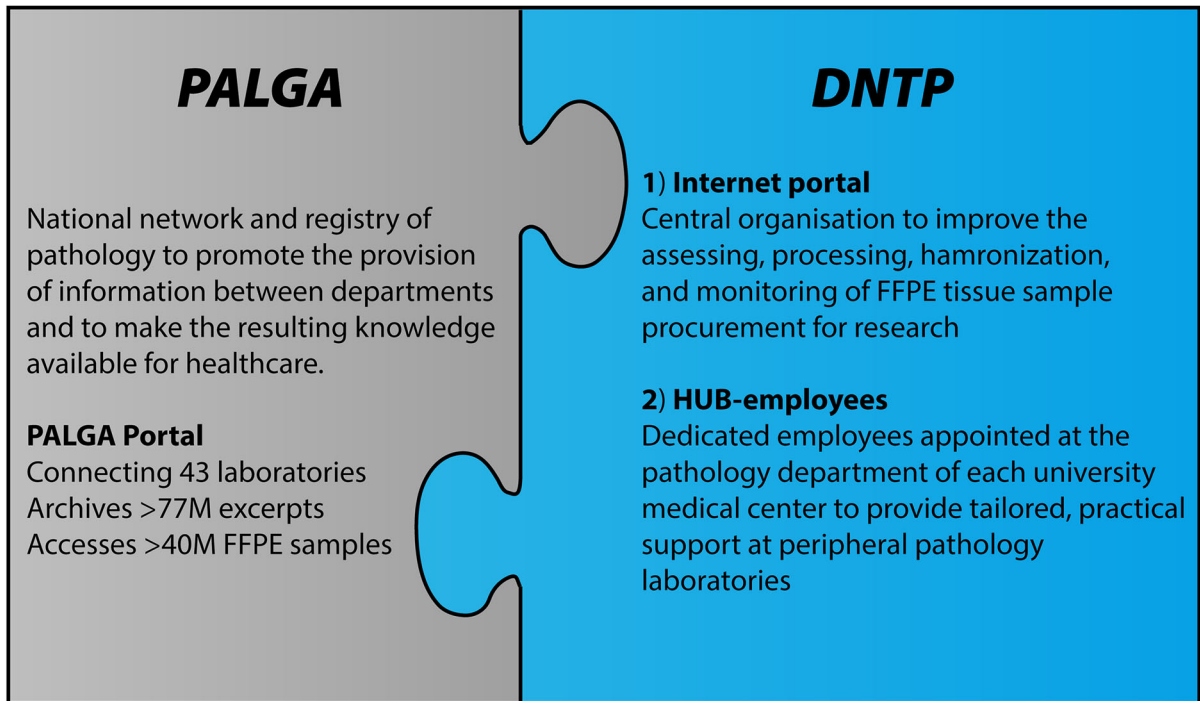 PALGA
National network and registry of
pathology to promote the provision
of information between departments
and to make the resulting knowledge
available for healthcare.
PALGA Portal
Connecting 43 laboratories
Archives >77M excerpts
Accesses >40M FFPE samples
DNTP
1) Internet portal
Central organisation to improve the
assessing, processing, hamronization,
and monitoring of FFPE tissue sample
procurement for research
2) HUB-employees
Dedicated employees appointed at the
pathology department of each university
medical center to provide tailored, practical
support at peripheral pathology
laboratories